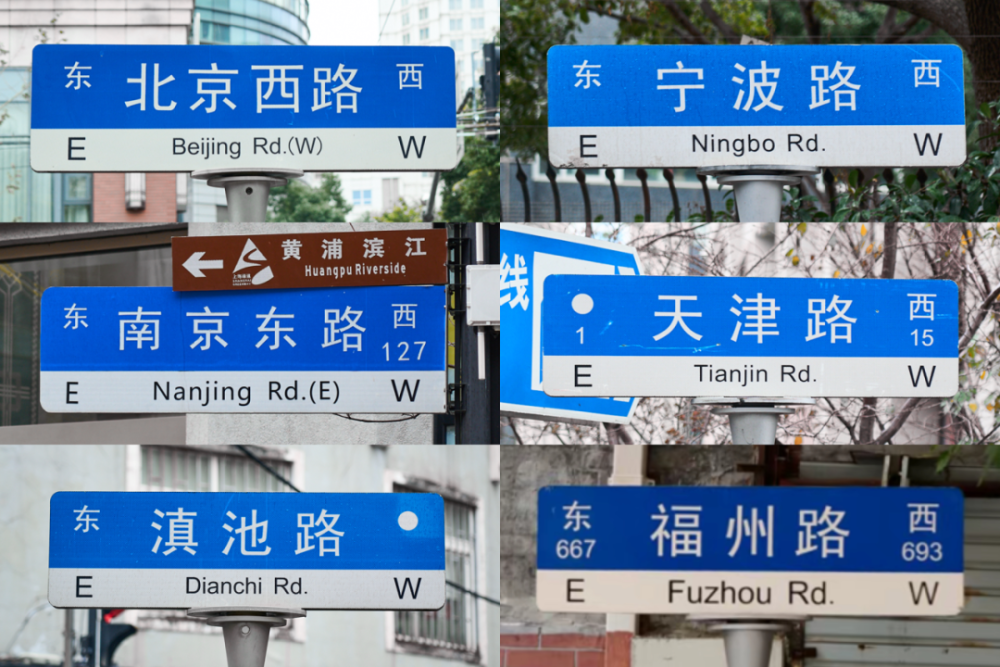 东 北京西路 西
E Beijing Rd.(W) W
东 宁波路 西
E Ningbo Rd. W
黄浦滨江
Huangpu Riverside
东 南京东路 西
127
E Nanjing Rd.(E) W
线
天津路 西
1 15
E Tianjin Rd. W
东 滇池路
E Dianchi Rd. W
东 福州路 西
667 693
E Fuzhou Rd. W